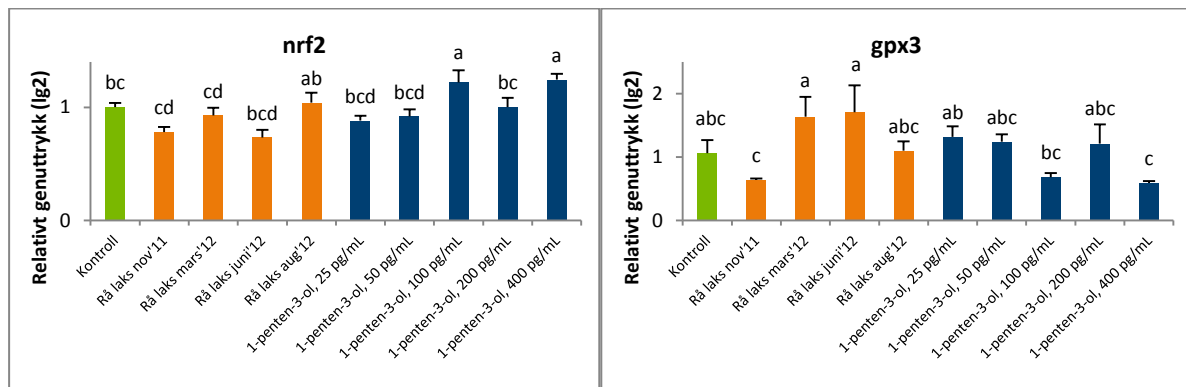 nrf2
Relativt genuttrykk (lg2)
1
0
bc
cd
cd
bcd
ab
bcd
bcd
a
bc
a
Kontroll
Rå laks nov'11
Rå laks mars'12
Rå laks juni'12
Rå laks aug'12
1-penten-3-ol, 25 pg/mL
1-penten-3-ol, 50 pg/mL
1-penten-3-ol, 100 pg/mL
1-penten-3-ol, 200 pg/mL
1-penten-3-ol, 400 pg/mL
gpx3
Relativt genuttrykk (lg2)
2
1
0
abc
c
a
a
abc
ab
abc
bc
abc
c
Kontroll
Rå laks nov'11
Rå laks mars'12
Rå laks juni'12
Rå laks aug'12
1-penten-3-ol, 25 pg/mL
1-penten-3-ol, 50 pg/mL
1-penten-3-ol, 100 pg/mL
1-penten-3-ol, 200 pg/mL
1-penten-3-ol, 400 pg/mL